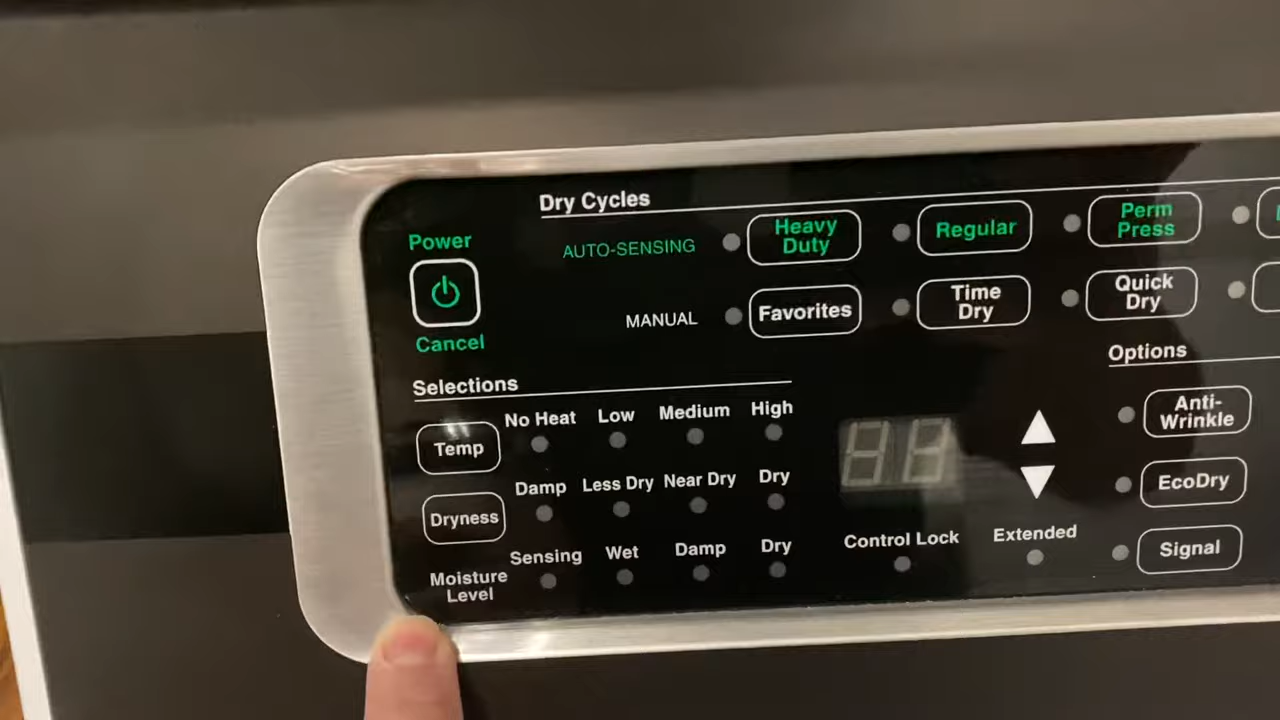 Dry Cycles
Power
Cancel
AUTO-SENSING
Heavy
Duty
Regular
Perm
Press
MANUAL
Favorites
Time
Dry
Quick
Dry
Selections
Temp
No Heat Low Medium High
Dryness
Damp Less Dry Near Dry Dry
Moisture
Level
Sensing Wet Damp Dry
Control Lock
Extended
Options
Anti-
Wrinkle
EcoDry
Signal